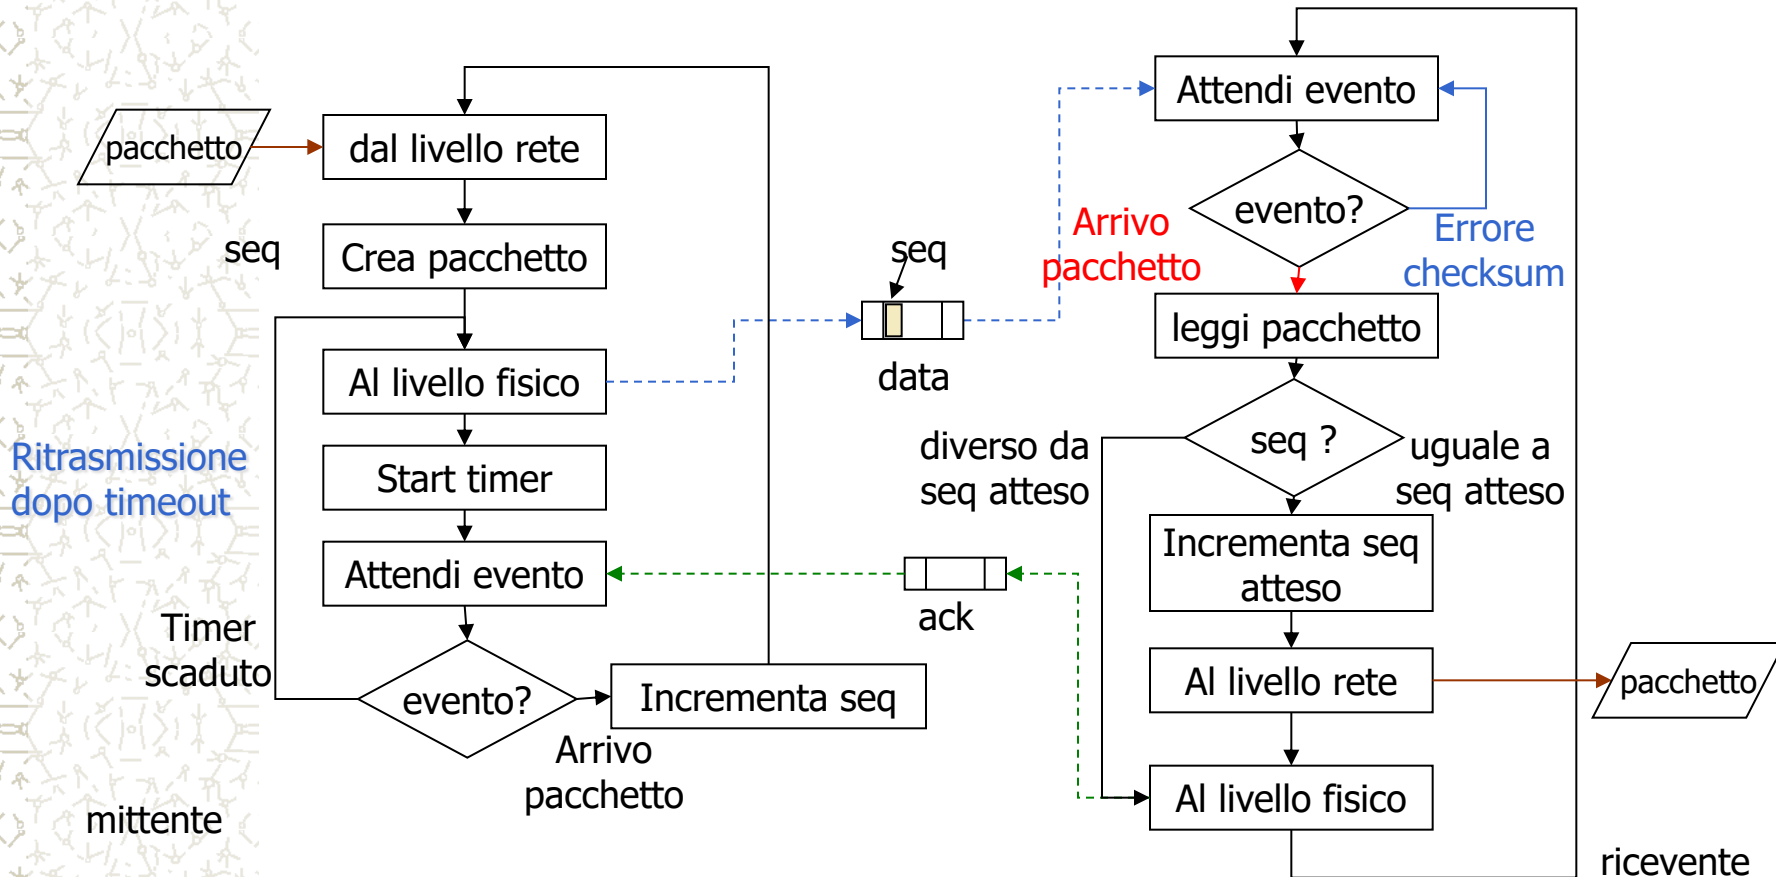 pacchetto
dal livello rete
seq
Crea pacchetto
Al livello fisico
Ritrasmissione
dopo timeout
Start timer
Attendi evento
Timer
scaduto
evento?
Incrementa seq
Arrivo
pacchetto
mittente
seq
data
ack
Attendi evento
evento?
Arrivo
pacchetto
Errore
checksum
leggi pacchetto
diverso da
seq atteso
seq ?
uguale a
seq atteso
Incrementa seq
atteso
Al livello rete
pacchetto
Al livello fisico
ricevente